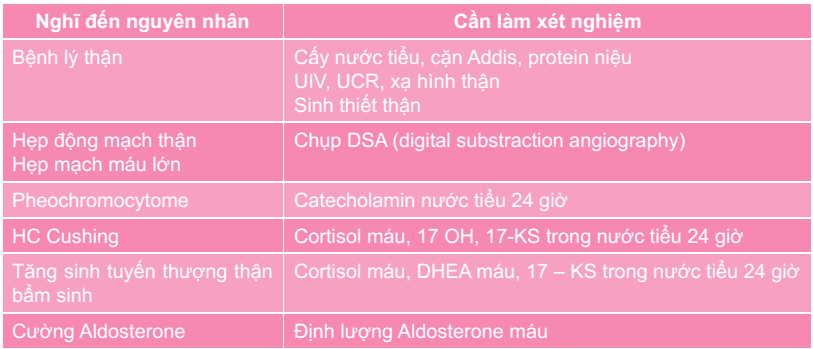 Nghĩ đến nguyên nhân Cần làm xét nghiệm
Bệnh lý thận Cấy nước tiểu, cặn Addis, protein niệu
UIV, UCR, xạ hình thận
Sinh thiết thận
Hẹp động mạch thận Chụp DSA (digital substraction angiography)
Hẹp mạch máu lớn
Pheochromocytome Catecholamin nước tiểu 24 giờ
HC Cushing Cortisol máu, 17 OH, 17-KS trong nước tiểu 24 giờ
Tăng sinh tuyến thượng thận Cortisol máu, DHEA máu, 17 – KS trong nước tiểu 24 giờ
bẩm sinh
Cường Aldosterone Định lượng Aldosterone máu